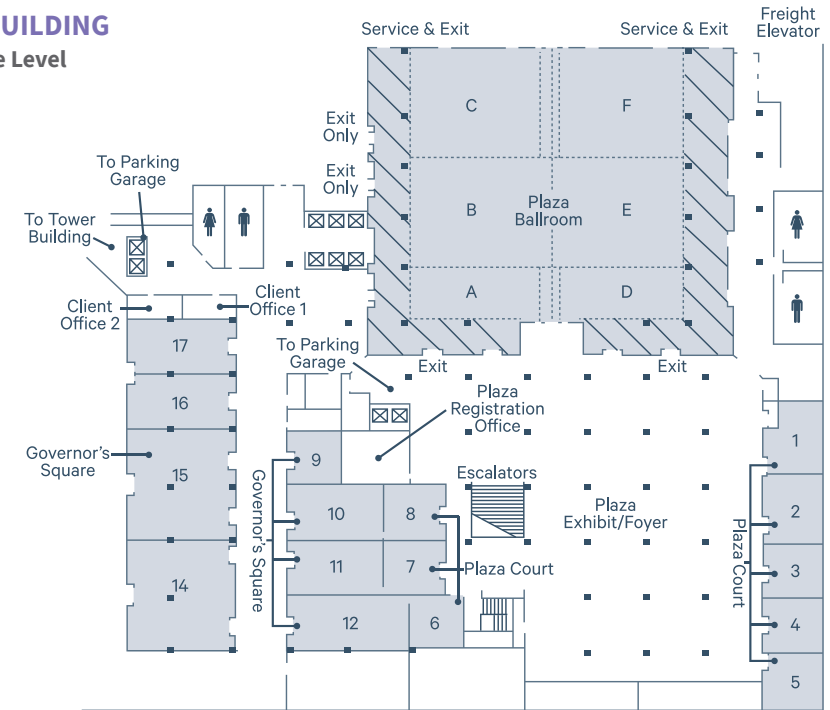 UILDING
e Level
Service & Exit
Service & Exit
Freight
Elevator
C
F
Exit
Only
Exit
Only
To Parking
Garage
To Tower
Building
B
Plaza
Ballroom
E
A
D
Client
Office 2
Client
Office 1
To Parking
Garage
Exit
Exit
17
16
Governor's
Square
15
14
Plaza
Registration
Office
9
Governor's Square
10
8
11
7
12
6
Escalators
Plaza Court
Plaza
Exhibit/Foyer
Plaza Court
1
2
3
4
5